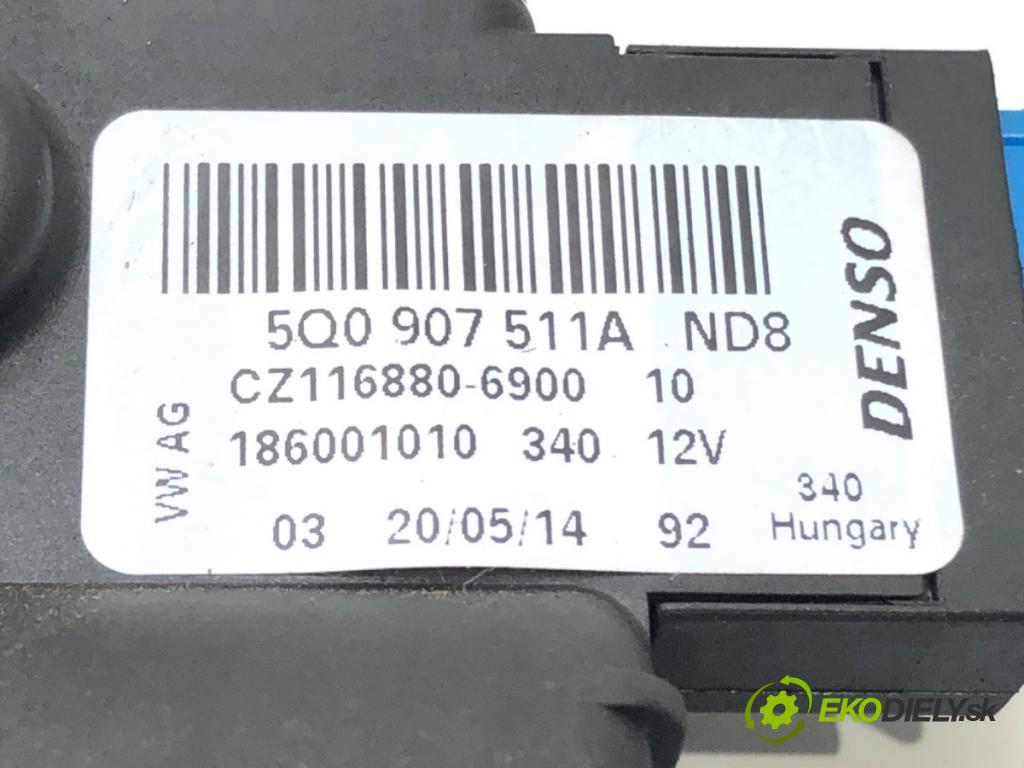 5Q0 907 511A ND8
CZ116880-6900 10
186001010 340 12V
03 20/05/14 92
VW AG
DENSO
340
Hungary
EKODIELY.sk